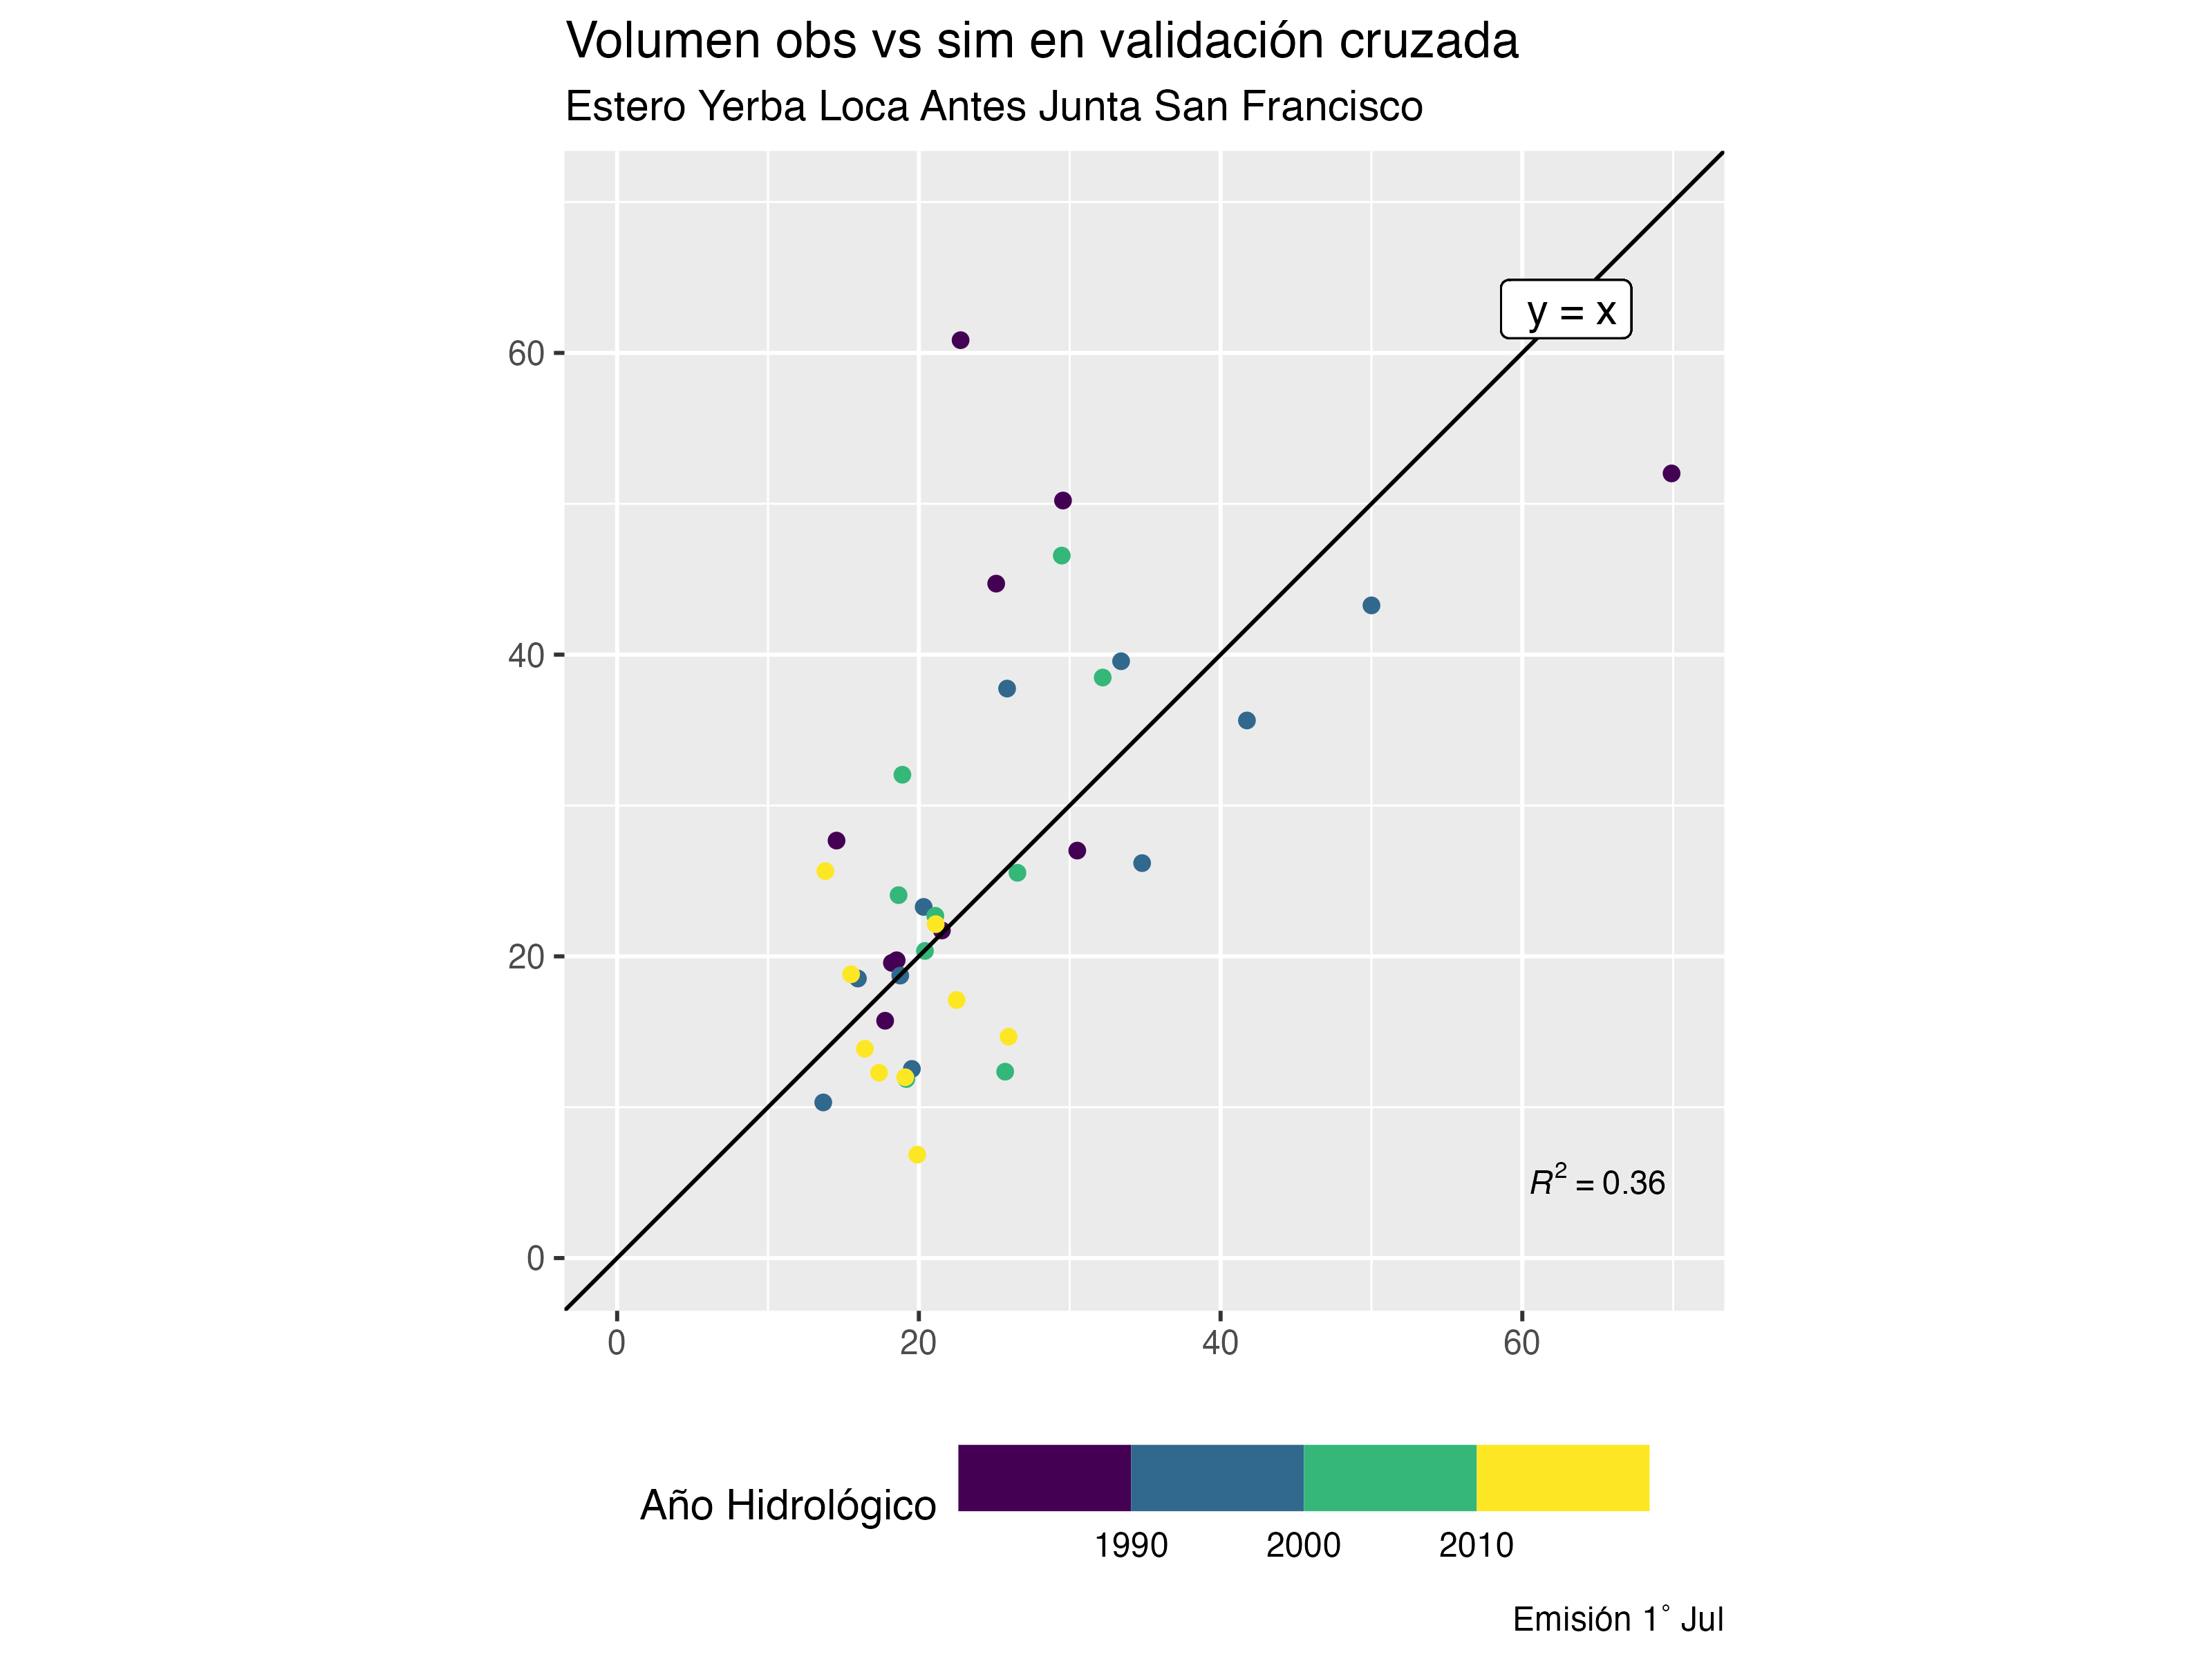 Volumen obs vs sim en validación cruzada
Estero Yerba Loca Antes Junta San Francisco
y = x
60
40
20
0
R² = 0.36
0 20 40 60
Año Hidrológico
1990 2000 2010
Emisión 1° Jul